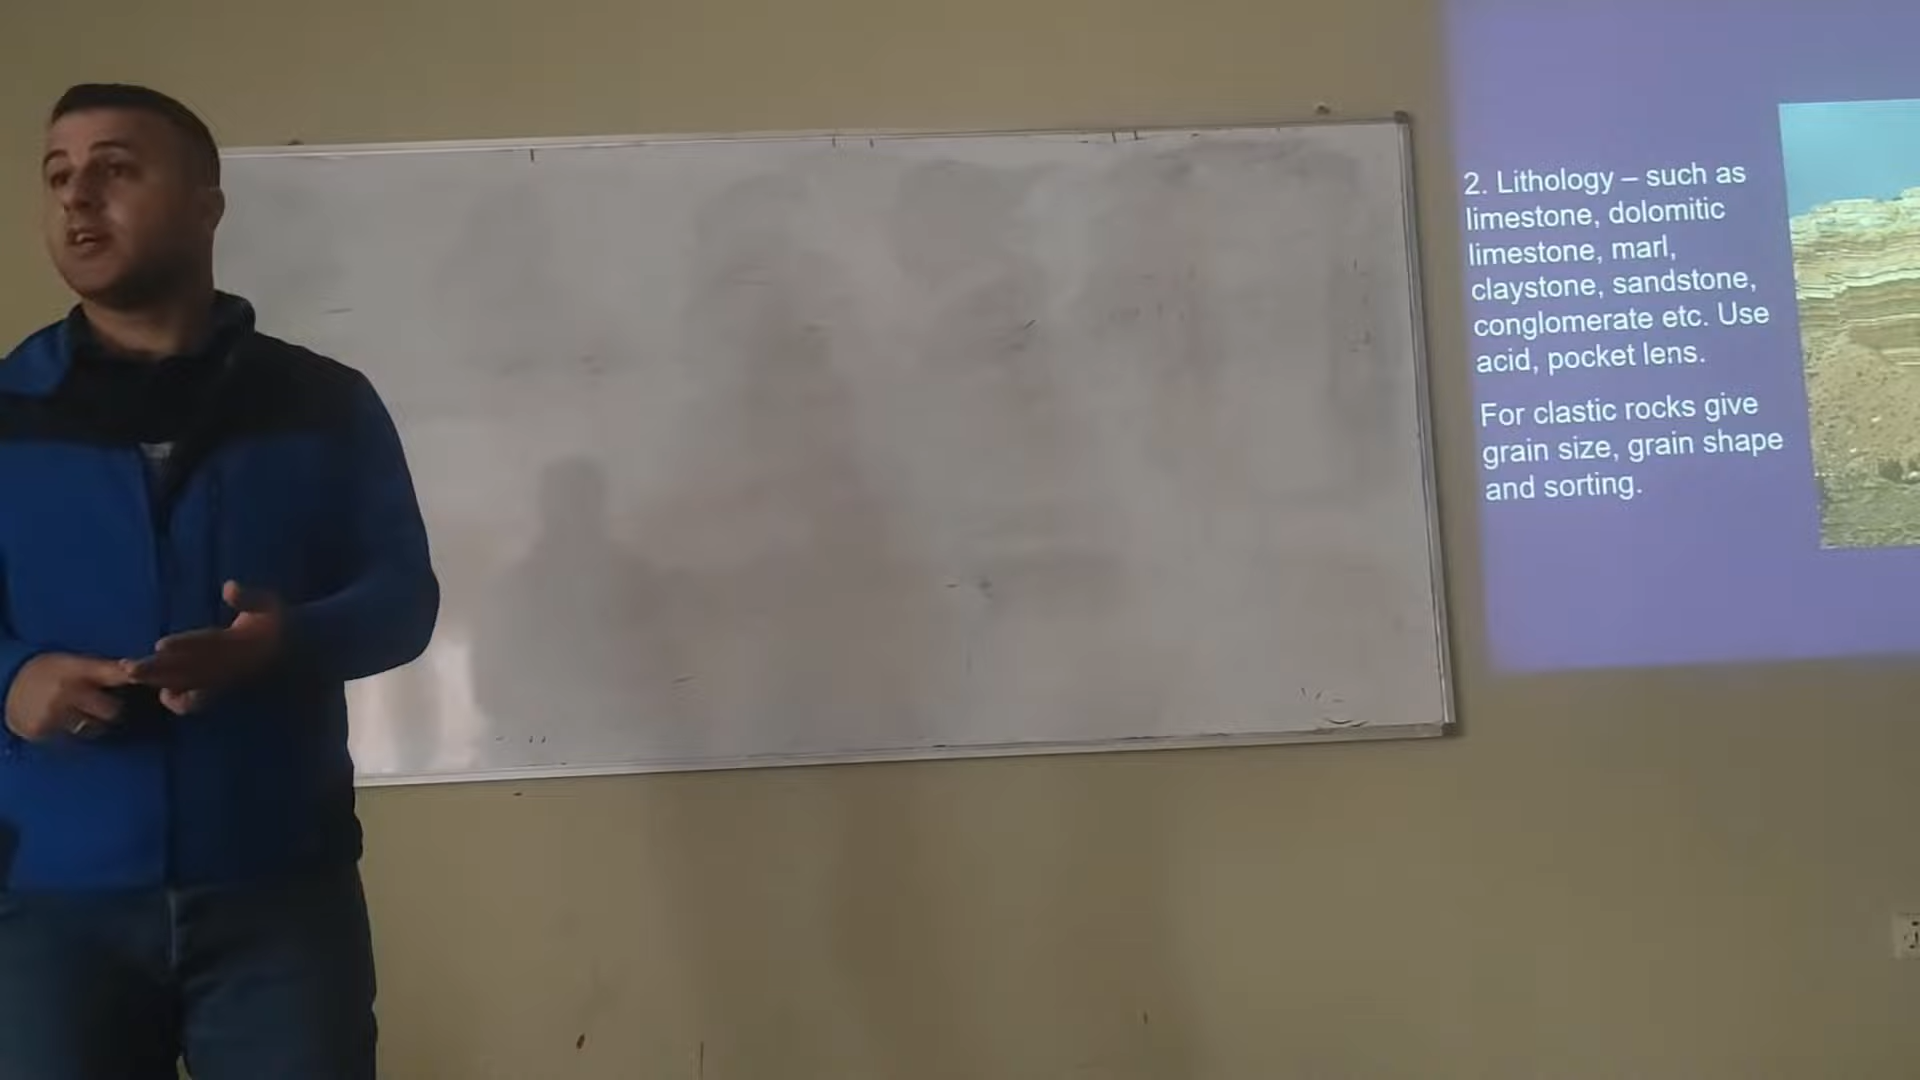 2. Lithology – such as
limestone, dolomitic
limestone, marl,
claystone, sandstone,
conglomerate etc. Use
acid, pocket lens.
For clastic rocks give
grain size, grain shape
and sorting.